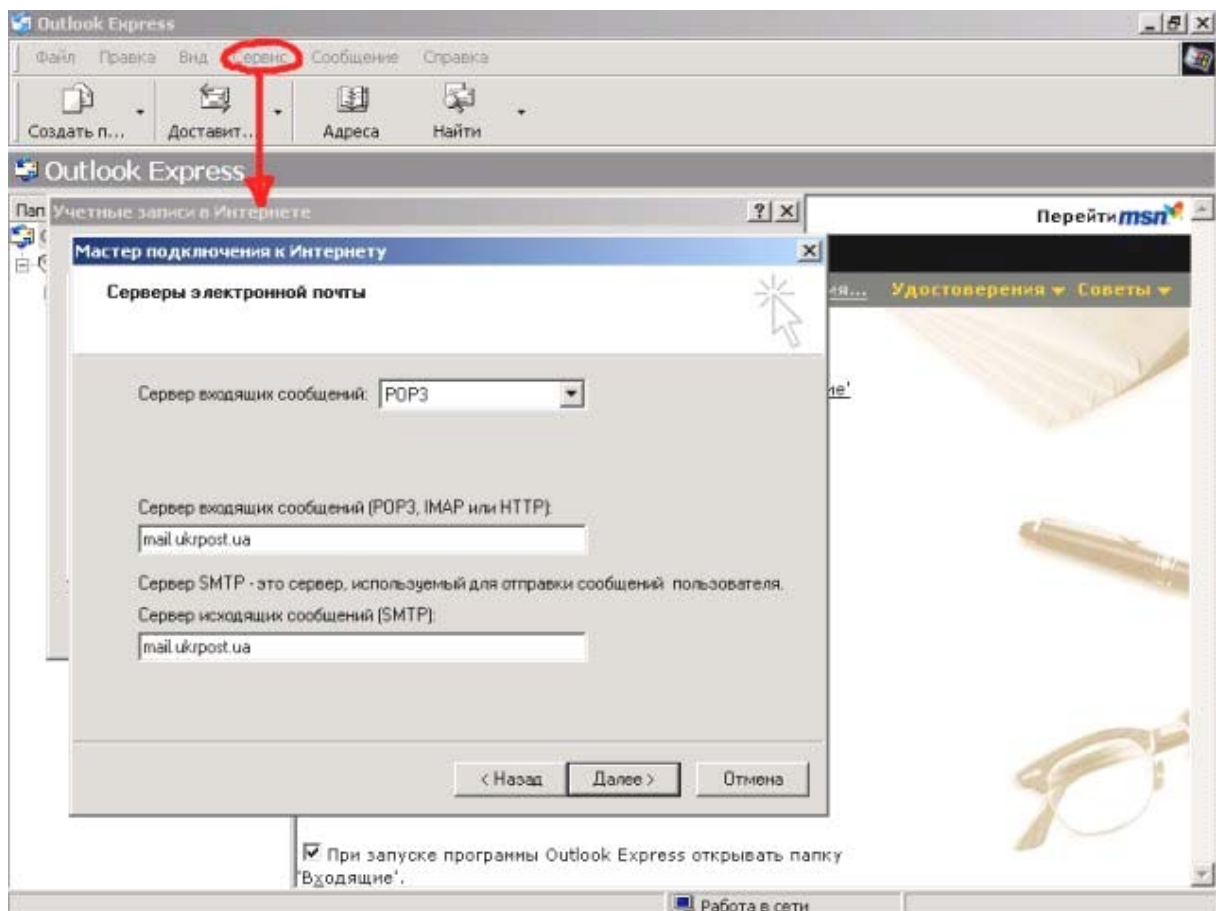 Outlook Express
Файл Правка Вид Сервис Сообщение Справка
Создать п... Доставит... Адреса Найти
Outlook Express
Пап
Учетные записи в Интернете
Перейти msn
Мастер подключения к Интернету
Серверы электронной почты
ия... Удостоверения Советы
Сервер входящих сообщений: POP3
ие'
Сервер входящих сообщений (POP3, IMAP или HTTP):
mail.ukrpost.ua
Сервер SMTP - это сервер, используемый для отправки сообщений пользователя.
Сервер исходящих сообщений (SMTP):
mail.ukrpost.ua
< Назад Далее > Отмена
При запуске программы Outlook Express открывать папку
'Входящие'.
Работа в сети